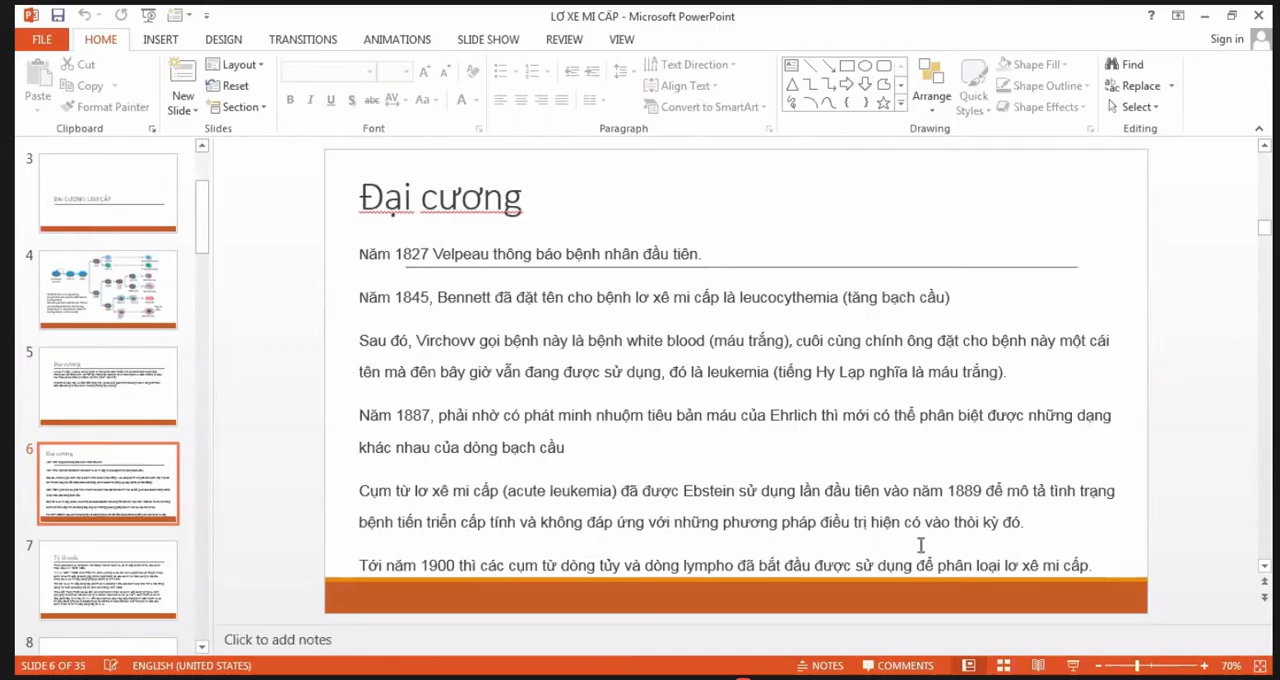 LƠ XE MI CẤP - Microsoft PowerPoint
Sign in
FILE HOME INSERT DESIGN TRANSITIONS ANIMATIONS SLIDE SHOW REVIEW VIEW
Paste
Cut
Copy
Format Painter
Clipboard
New Slide
Layout
Reset
Section
Slides
Font
Paragraph
Text Direction
Align Text
Convert to SmartArt
Arrange
Quick Styles
Shape Fill
Shape Outline
Shape Effects
Drawing
Find
Replace
Select
Editing
3
4
5
6
7
8
Đại cương
Năm 1827 Velpeau thông báo bệnh nhân đầu tiên.
Năm 1845, Bennett đã đặt tên cho bệnh lơ xê mi cấp là leucocythemia (tăng bạch cầu)
Sau đó, Virchovv gọi bệnh này là bệnh white blood (máu trắng), cuôi cùng chính ông đặt cho bệnh này một cái
tên mà đên bây giờ vẫn đang được sử dụng, đó là leukemia (tiếng Hy Lạp nghĩa là máu trắng).
Năm 1887, phải nhờ có phát minh nhuộm tiêu bản máu của Ehrlich thì mới có thể phân biệt được những dạng
khác nhau của dòng bạch cầu
Cụm từ lơ xê mi cấp (acute leukemia) đã được Ebstein sử dụng lần đầu tiên vào năm 1889 để mô tả tình trạng
bệnh tiến triển cấp tính và không đáp ứng với những phương pháp điều trị hiện có vào thời kỳ đó.
Tới năm 1900 thì các cụm từ dòng tủy và dòng lympho đã bắt đầu được sử dụng để phân loại lơ xê mi cấp.
Click to add notes
SLIDE 6 OF 35 ENGLISH (UNITED STATES) NOTES COMMENTS 70%